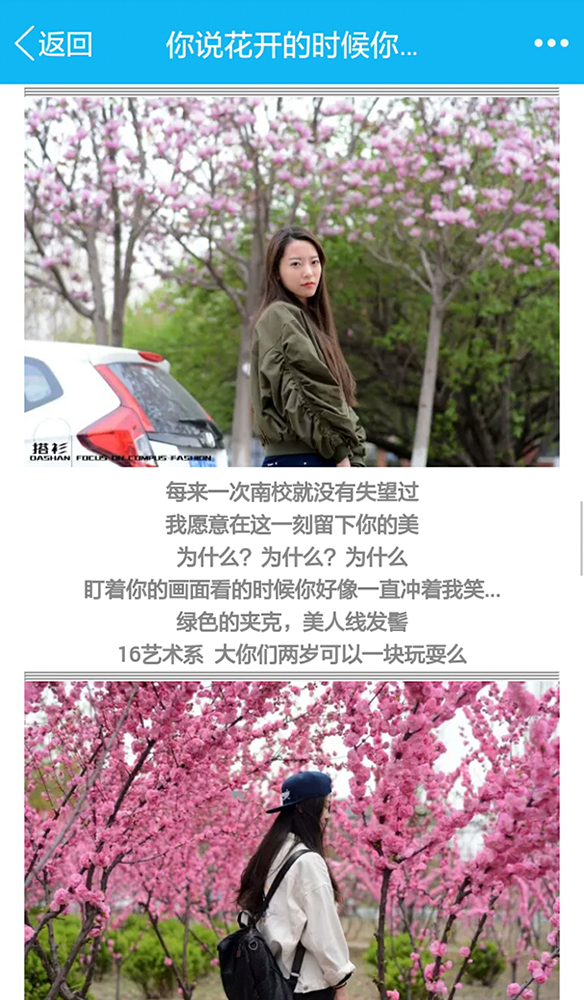 返回
你说花开的时候你...
搭衫
DASHAN FOCUS ON COMPUS FASHION
每来一次南校就没有失望过
我愿意在这一刻留下你的美
为什么？为什么？为什么
盯着你的画面看的时候你好像一直冲着我笑...
绿色的夹克，美人线发髻
16艺术系 大你们两岁可以一块玩耍么